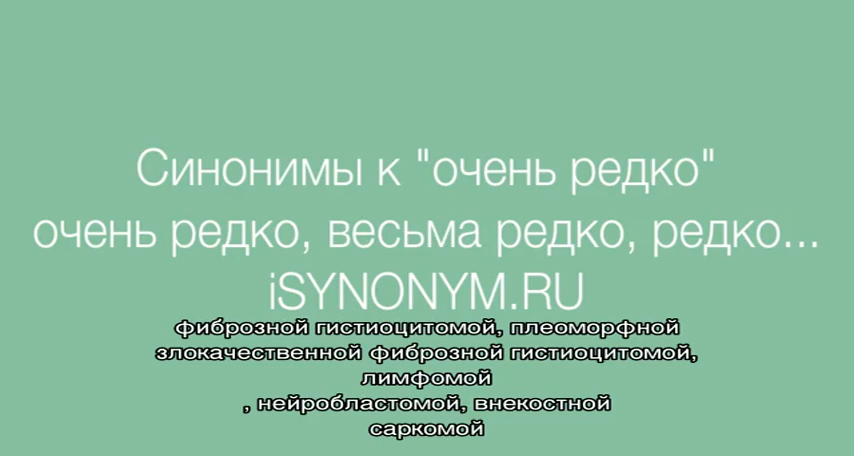 Синонимы к "очень редко"
очень редко, весьма редко, редко...
iSYNONYM.RU
фиброзной гистиоцитомой, плеоморфной
злокачественной фиброзной гистиоцитомой,
лимфомой
, нейробластомой, внекостной
саркомой